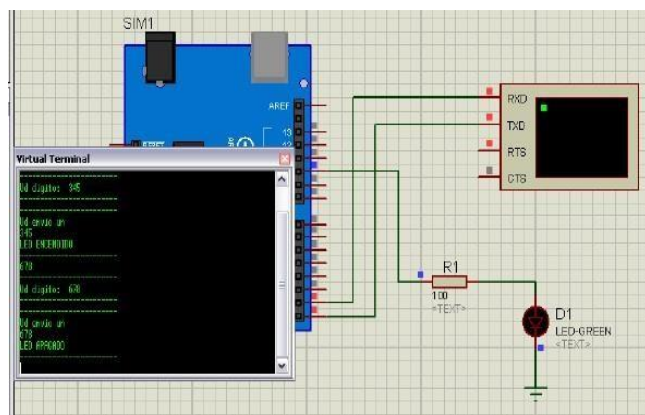 SIM1
AREF
13
12
RXD
TXD
RTS
CTS
Virtual Terminal
Ud digito: 345
Ud envio un
345
LED ENCENDIDO
678
Ud digito: 678
Ud envio un
678
LED APAGADO
R1
100
<TEXT>
D1
LED-GREEN
<TEXT>